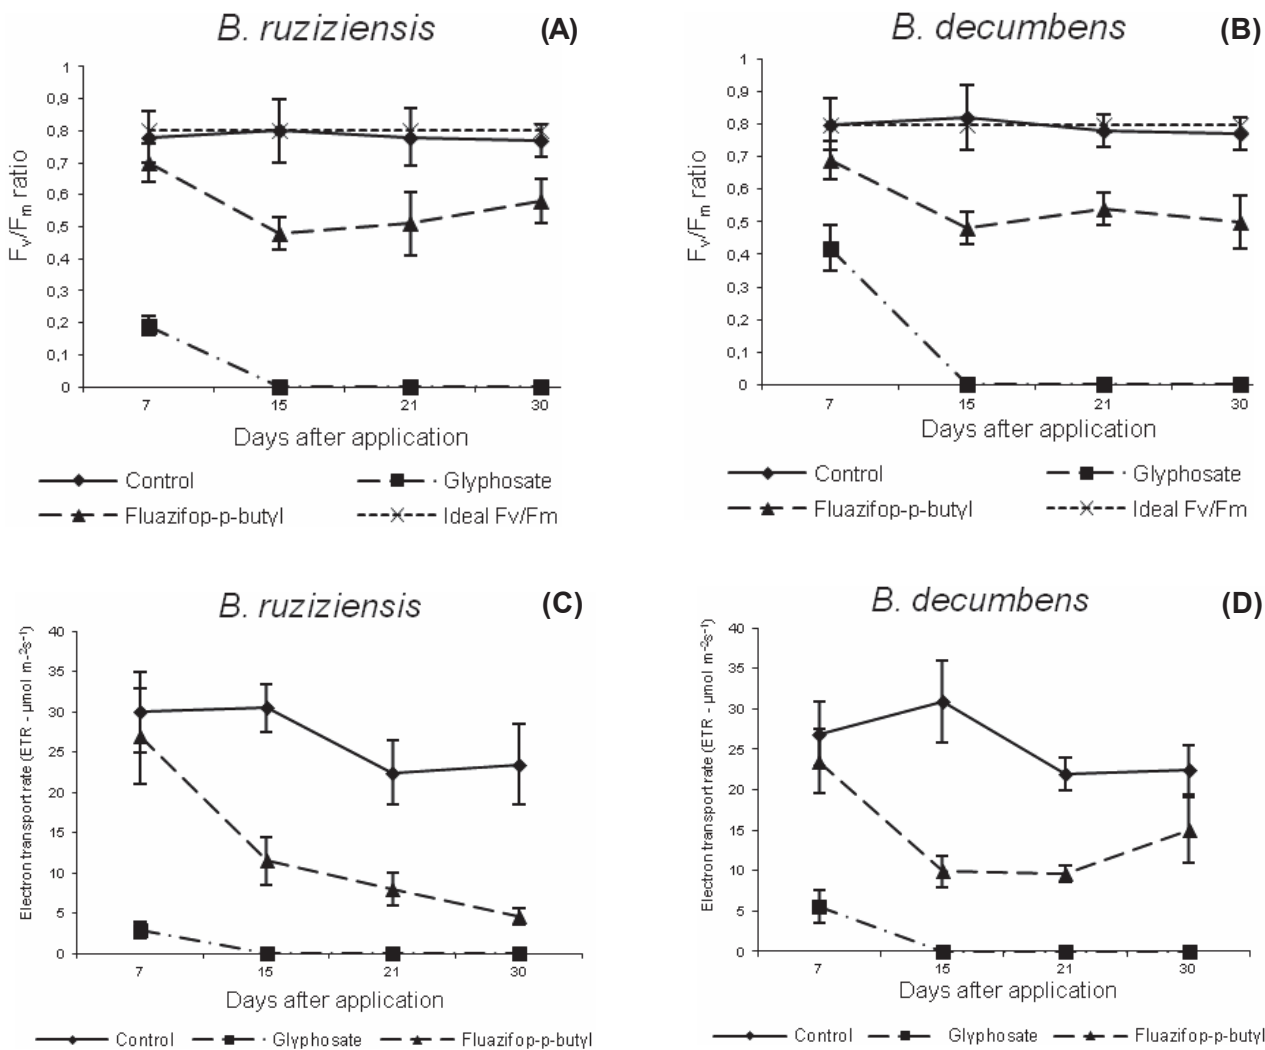 B. ruziziensis (A)
1
0,9
0,8
0,7
0,6
0,5
0,4
0,3
0,2
0,1
0
Fv/Fm ratio
7 15 21 30
Days after application
Control Glyphosate
Fluazifop-p-butyl Ideal Fv/Fm
B. decumbens (B)
1
0,9
0,8
0,7
0,6
0,5
0,4
0,3
0,2
0,1
0
Fv/Fm ratio
7 15 21 30
Days after application
Control Glyphosate
Fluazifop-p-butyl Ideal Fv/Fm
B. ruziziensis (C)
40
35
30
25
20
15
10
5
0
Electron transport rate (ETR - µmol m-²s⁻¹)
7 15 21 30
Days after application
Control Glyphosate Fluazifop-p-butyl
B. decumbens (D)
40
35
30
25
20
15
10
5
0
Electron transport rate (ETR - µmol m⁻²s⁻¹)
7 15 21 30
Days after application
Control Glyphosate Fluazifop-p-butyl